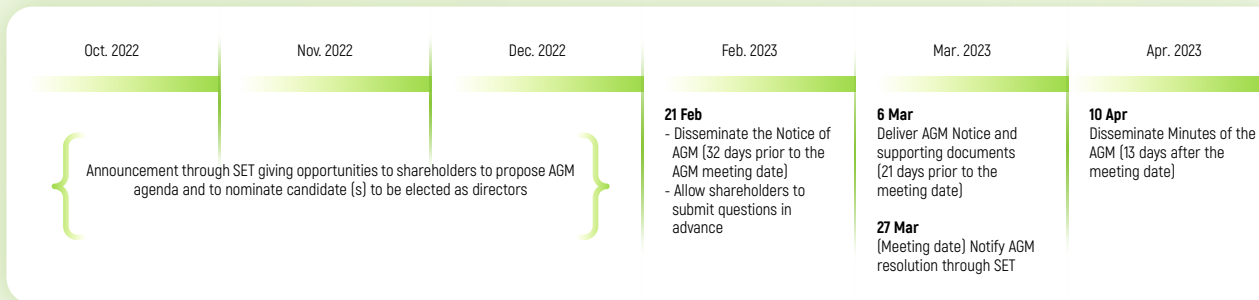 Oct. 2022
Nov. 2022
Dec. 2022
Feb. 2023
Mar. 2023
Apr. 2023
Announcement through SET giving opportunities to shareholders to propose AGM
agenda and to nominate candidate (s) to be elected as directors
21 Feb
- Disseminate the Notice of
AGM (32 days prior to the
AGM meeting date)
- Allow shareholders to
submit questions in
advance
6 Mar
Deliver AGM Notice and
supporting documents
(21 days prior to the
meeting date)
27 Mar
(Meeting date) Notify AGM
resolution through SET
10 Apr
Disseminate Minutes of the
AGM (13 days after the
meeting date)